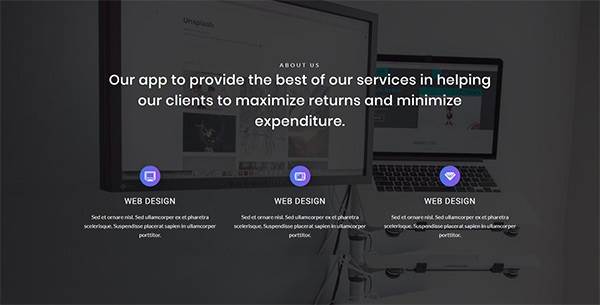 Unsplash
ABOUT US
Our app to provide the best of our services in helping
our clients to maximize returns and minimize
expenditure.
WEB DESIGN
Sed et ornare nisl. Sed ullamcorper ex et pharetra
scelerisque. Suspendisse placerat sapien in ullamcorper
porttitor.
WEB DESIGN
Sed et ornare nisl. Sed ullamcorper ex et pharetra
scelerisque. Suspendisse placerat sapien in ullamcorper
porttitor.
WEB DESIGN
Sed et ornare nisl. Sed ullamcorper ex et pharetra
scelerisque. Suspendisse placerat sapien in ullamcorper
porttitor.